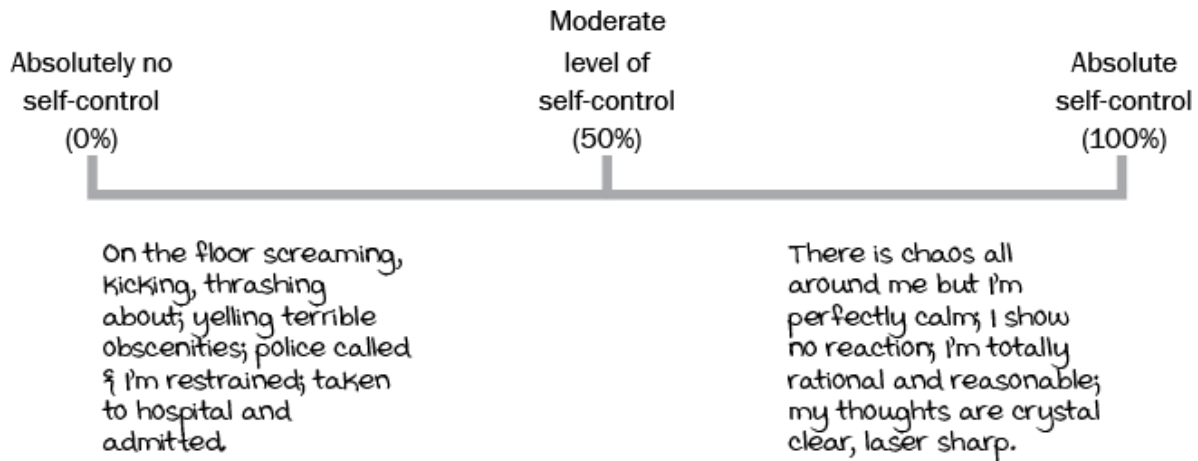 Absolutely no
self-control
(0%)
Moderate
level of
self-control
(50%)
Absolute
self-control
(100%)
On the floor screaming,
kicking, thrashing
about; yelling terrible
obscenities; police called
& I'm restrained; taken
to hospital and
admitted.
There is chaos all
around me but I'm
perfectly calm; I show
no reaction; I'm totally
rational and reasonable;
my thoughts are crystal
clear, laser sharp.